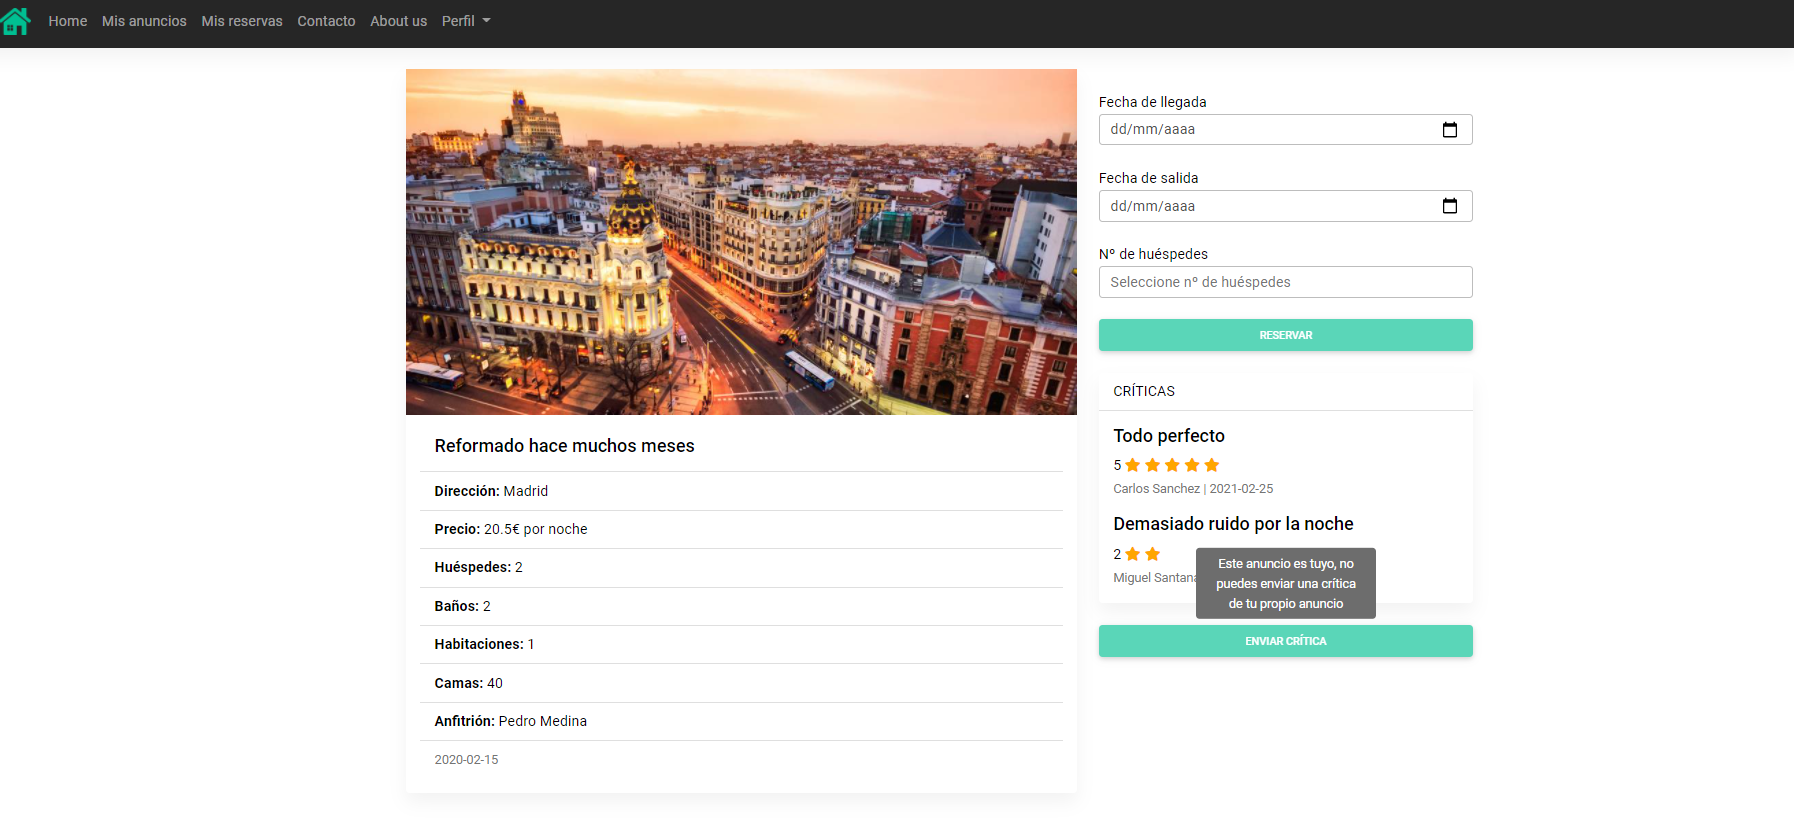 Home Mis anuncios Mis reservas Contacto About us Perfil
Reformado hace muchos meses
Dirección: Madrid
Precio: 20.5€ por noche
Huéspedes: 2
Baños: 2
Habitaciones: 1
Camas: 40
Anfitrión: Pedro Medina
2020-02-15
Fecha de llegada
dd/mm/aaaa
Fecha de salida
dd/mm/aaaa
Nº de huéspedes
Seleccione nº de huéspedes
RESERVAR
CRÍTICAS
Todo perfecto
5
Carlos Sanchez | 2021-02-25
Demasiado ruido por la noche
2
Miguel Santana
Este anuncio es tuyo, no
puedes enviar una crítica
de tu propio anuncio
ENVIAR CRÍTICA